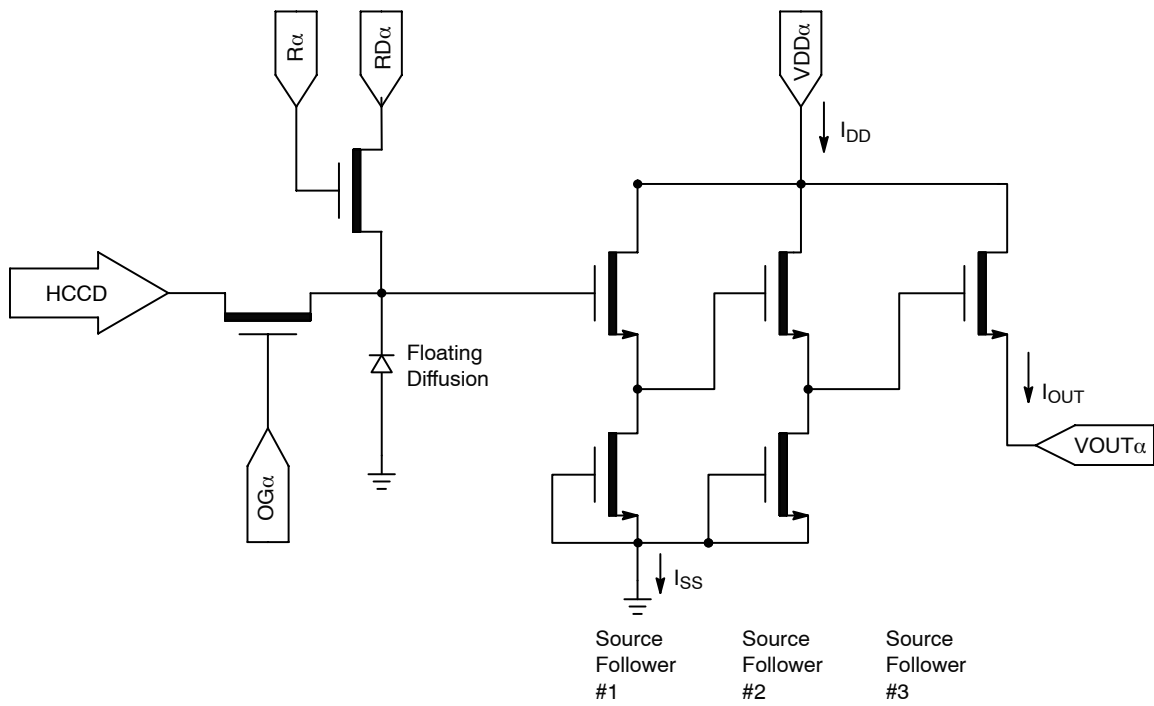 Rα
RDα
VDDα
IDD
HCCD
Floating
Diffusion
IOUT
VOUTα
OGα
ISS
Source
Follower
#1
Source
Follower
#2
Source
Follower
#3